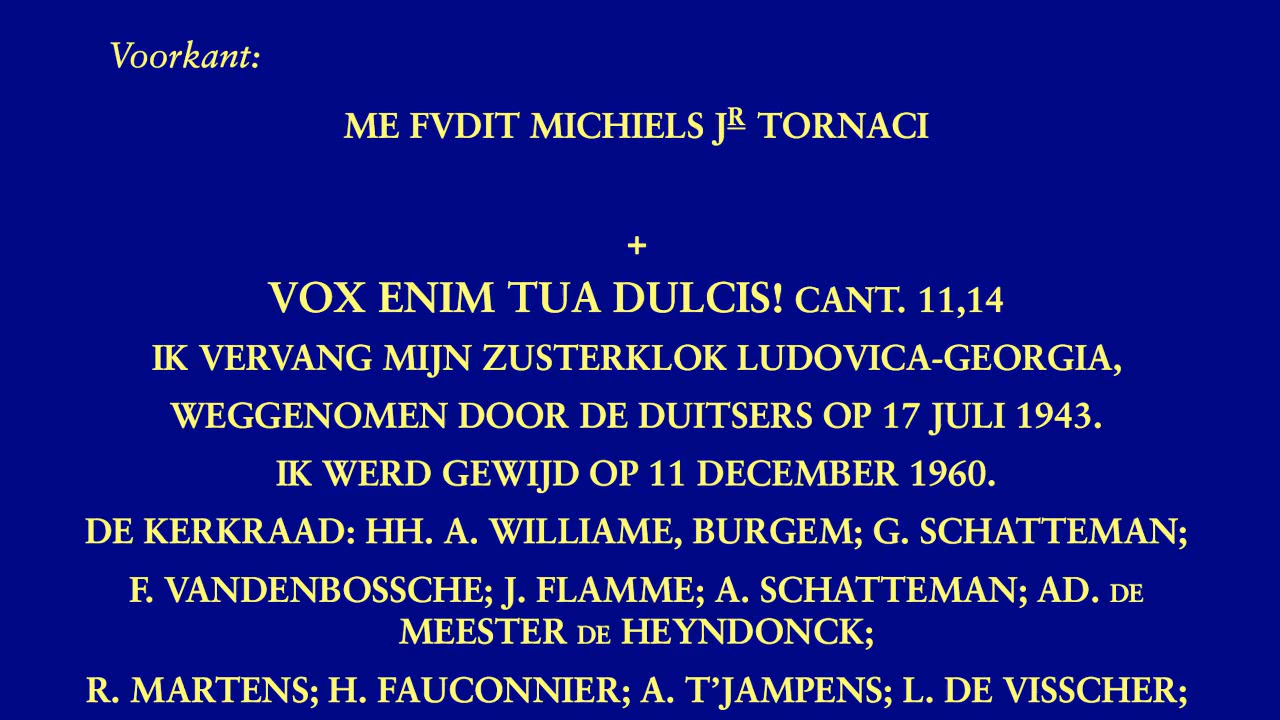 Voorkant:
ME FVDIT MICHIELS JR TORNACI
+
VOX ENIM TUA DULCIS! CANT. 11,14
IK VERVANG MIJN ZUSTERKLOK LUDOVICA-GEORGIA,
WEGGENOMEN DOOR DE DUITSERS OP 17 JULI 1943.
IK WERD GEWIJD OP 11 DECEMBER 1960.
DE KERKRAAD: HH. A. WILLIAME, BURGEM; G. SCHATTEMAN;
F. VANDENBOSSCHE; J. FLAMME; A. SCHATTEMAN; AD. DE
MEESTER DE HEYNDONCK;
R. MARTENS; H. FAUCONNIER; A. T’JAMPENS; L. DE VISSCHER;